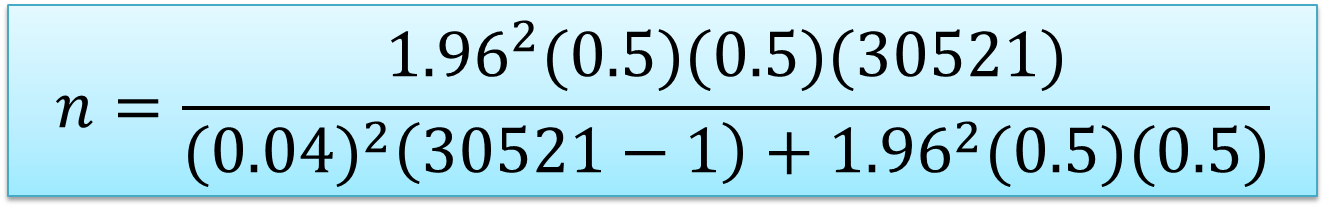 n = 1.96²(0.5)(0.5)(30521)
(0.04)²(30521 − 1) + 1.96²(0.5)(0.5)